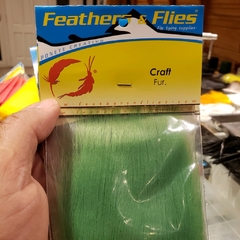 Feathers & Flies
Fly tying supplies
Craft
Fur.